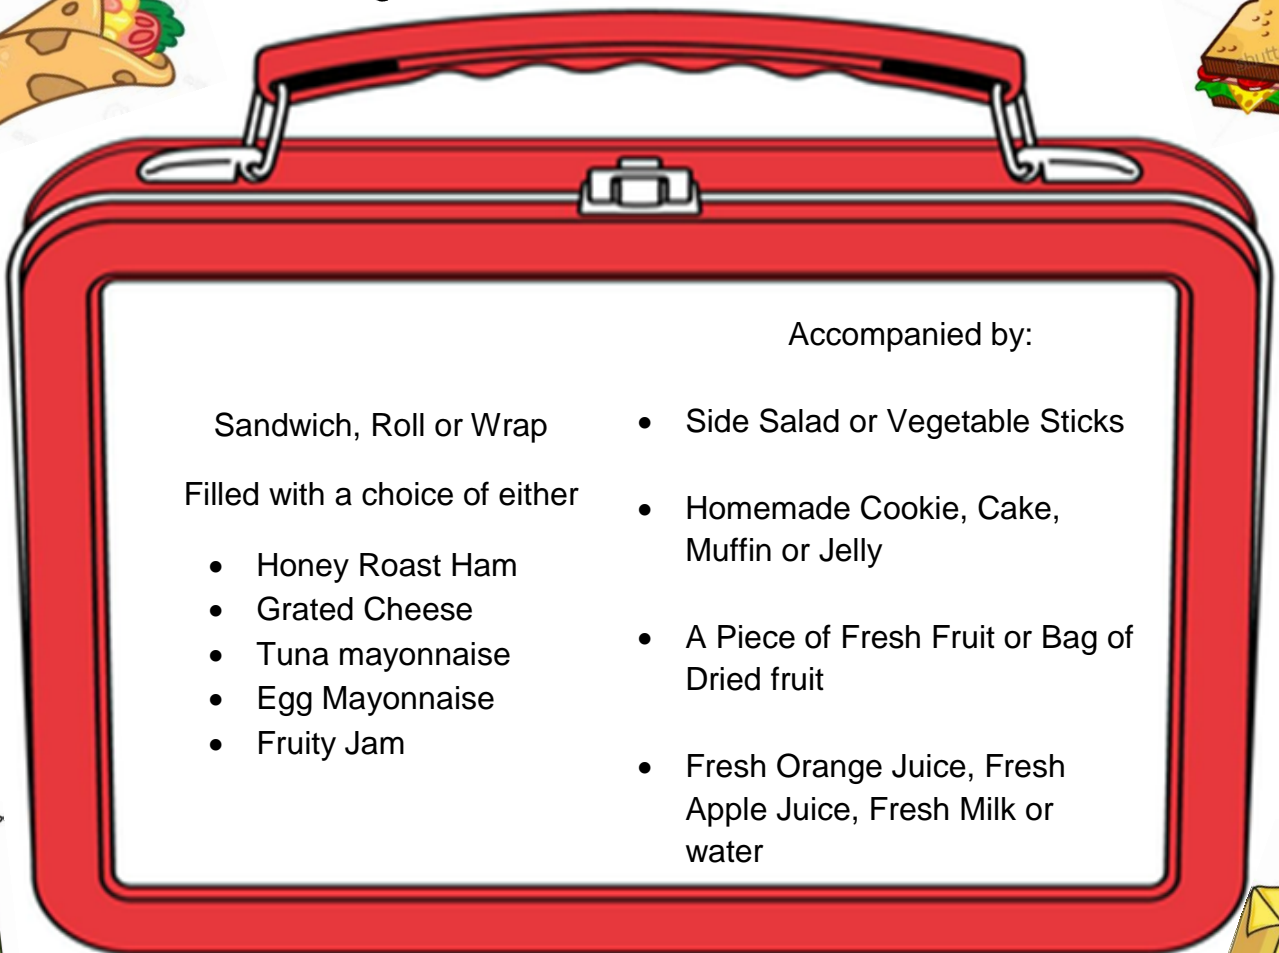 Sandwich, Roll or Wrap
Filled with a choice of either
• Honey Roast Ham
• Grated Cheese
• Tuna mayonnaise
• Egg Mayonnaise
• Fruity Jam
Accompanied by:
• Side Salad or Vegetable Sticks
• Homemade Cookie, Cake,
Muffin or Jelly
• A Piece of Fresh Fruit or Bag of
Dried fruit
• Fresh Orange Juice, Fresh
Apple Juice, Fresh Milk or
water